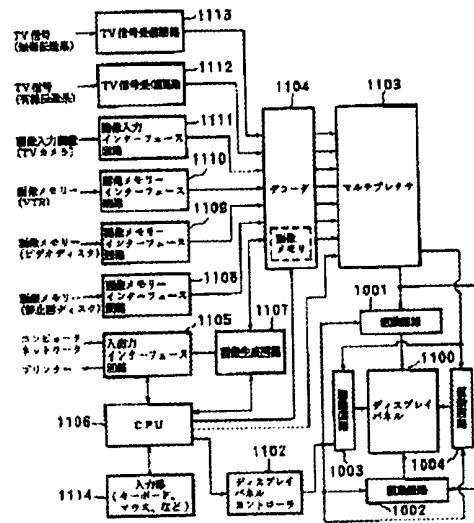 1113
TV信号
(無線伝送系)
TV信号受信回路
1112
TV信号
(有線伝送系)
TV信号受信回路
1111
画像入力装置
(TVカメラ)
画像入力
インターフェース
回路
1110
画像メモリー
(VTR)
画像メモリー
インターフェース
回路
1109
画像メモリー
(ビデオディスク)
画像メモリー
インターフェース
回路
1108
画像メモリー
(静止画ディスク)
画像メモリー
インターフェース
回路
1105
コンピュータ
ネットワーク
プリンター
入出力
インターフェース
回路
1107
画像生成回路
1104
デコーダ
画像
メモリ
1103
マルチプレクサ
1106
CPU
1114
入力部
(キーボード、
マウス、など)
1102
ディスプレイ
パネル
コントローラ
1001
1100
ディスプレイ
パネル
1003
1004
1002